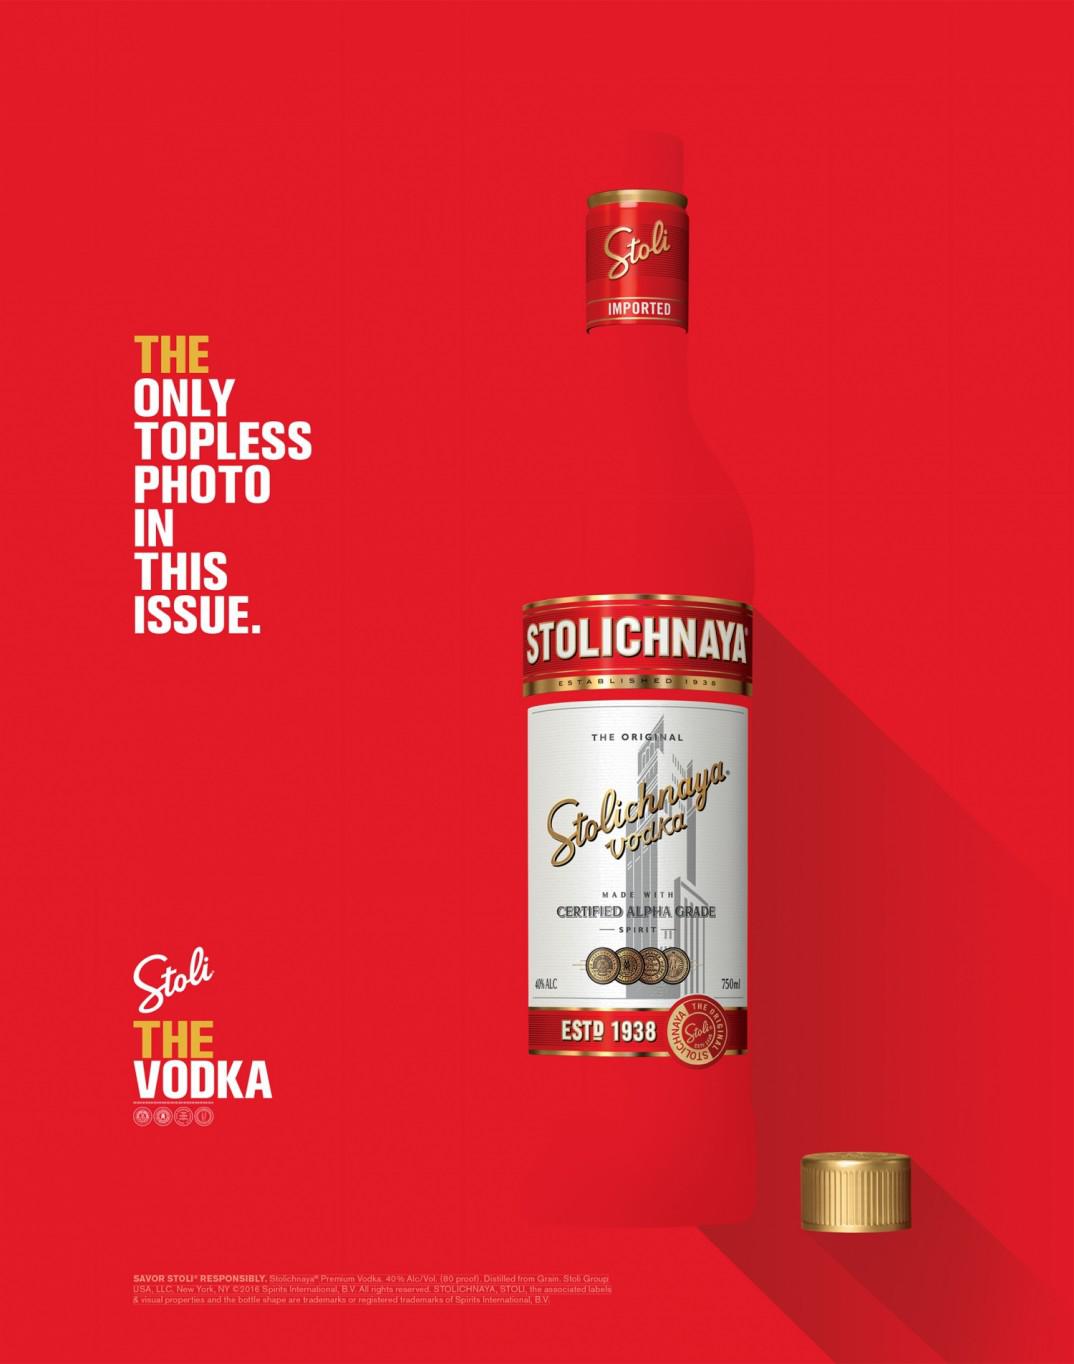 Stoli
IMPORTED
THE
ONLY
TOPLESS
PHOTO
IN
THIS
ISSUE.
STOLICHNAYA®
ESTABLISHED 1938
THE ORIGINAL
Stolichnaya®
vodka
MADE WITH
CERTIFIED ALPHA GRADE
SPIRIT
40% ALC
750ml
ESTD 1938
THE ORIGINAL
STOLICHNAYA
Stoli
Stoli
THE
VODKA
SAVOR STOLI® RESPONSIBLY. Stolichnaya® Premium Vodka. 40% Alc/Vol. (80 proof). Distilled from Grain. Stoli Group
USA, LLC. New York, NY ©2016 Spirits International, B.V. All rights reserved. STOLICHNAYA, STOLI, the associated labels
& visual properties and the bottle shape are trademarks or registered trademarks of Spirits International, B.V.